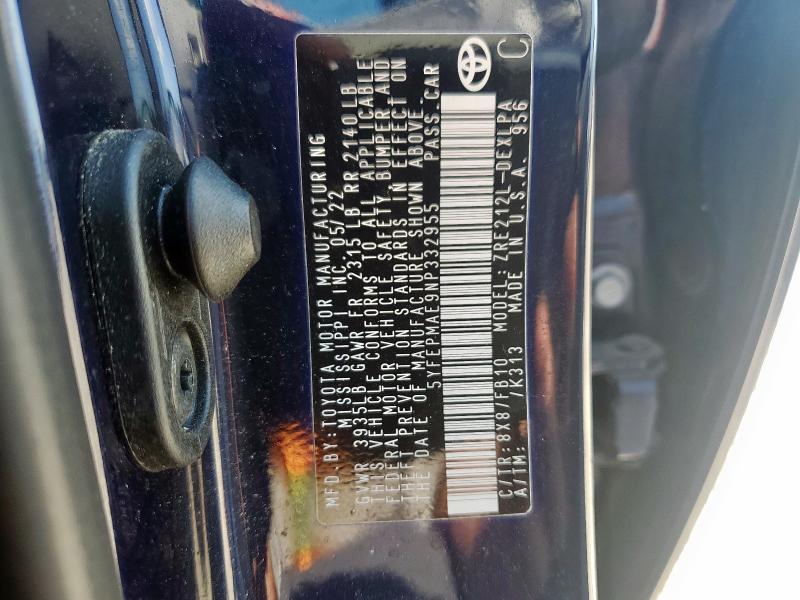 MFD. BY: TOYOTA MOTOR MANUFACTURING
MISSISSIPPI INC. 05/22
GVWR 3935LB GAWR FR 2315 LB RR 2140 LB
THIS VEHICLE CONFORMS TO ALL APPLICABLE
FEDERAL MOTOR VEHICLE SAFETY, BUMPER AND
THEFT PREVENTION STANDARDS IN EFFECT ON
THE DATE OF MANUFACTURE SHOWN ABOVE.
5YFEPMAE9NP332955 PASS. CAR
C/TR: 8X8/FB10 MODEL: ZRE212L-DEXLPA
A/TM: /K313 MADE IN U.S.A. 956
C